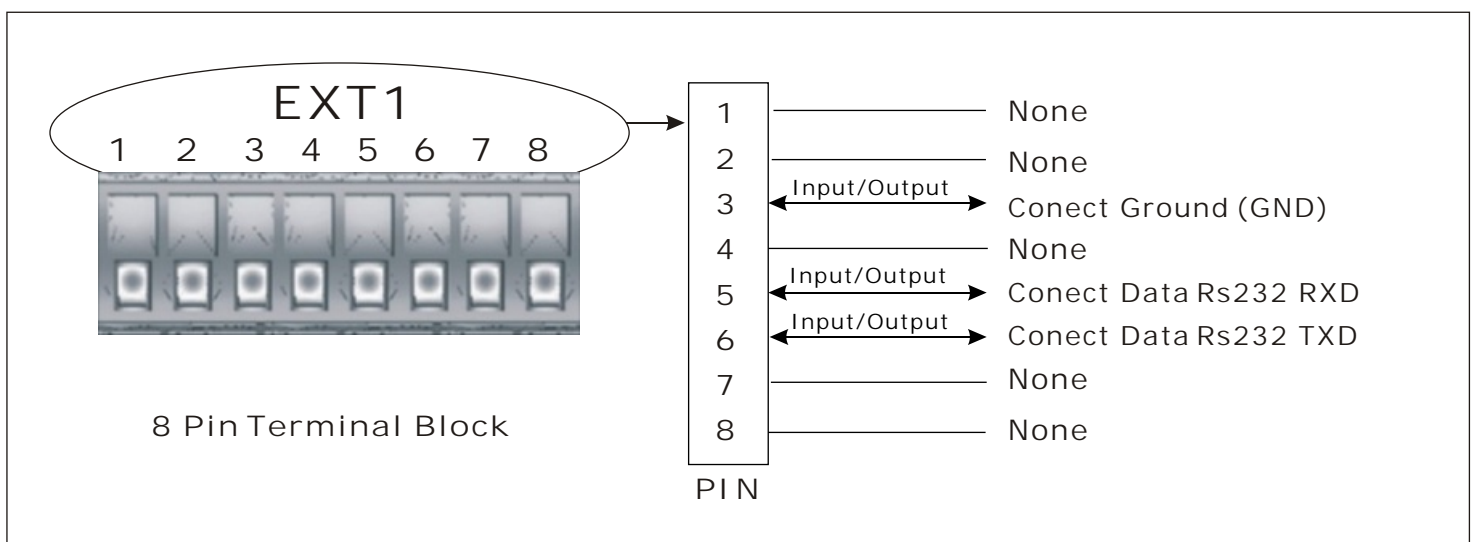 EXT1
1 2 3 4 5 6 7 8
8 Pin Terminal Block
1 None
2 None
3 Input/Output Conect Ground (GND)
4 None
5 Input/Output Conect Data Rs232 RXD
6 Input/Output Conect Data Rs232 TXD
7 None
8 None
PIN